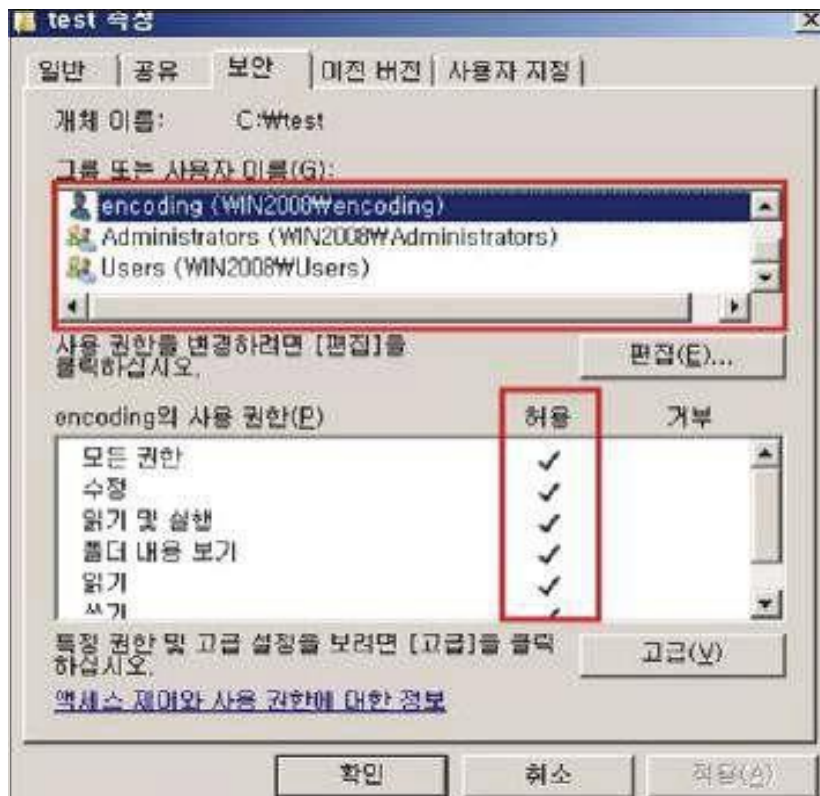 test 속성
일반 공유 보안 이전 버전 사용자 지정
개체 이름: C:\test
그룹 또는 사용자 이름(G):
encoding (WIN2008\encoding)
Administrators (WIN2008\Administrators)
Users (WIN2008\Users)
사용 권한을 변경하려면 [편집]을
클릭하십시오.
편집(E)...
encoding의 사용 권한(P) 허용 거부
모든 권한
수정
읽기 및 실행
폴더 내용 보기
읽기
쓰기
특정 권한 및 고급 설정을 보려면 [고급]을 클릭
하십시오.
고급(V)
액세스 제어와 사용 권한에 대한 정보
확인 취소 적용(A)